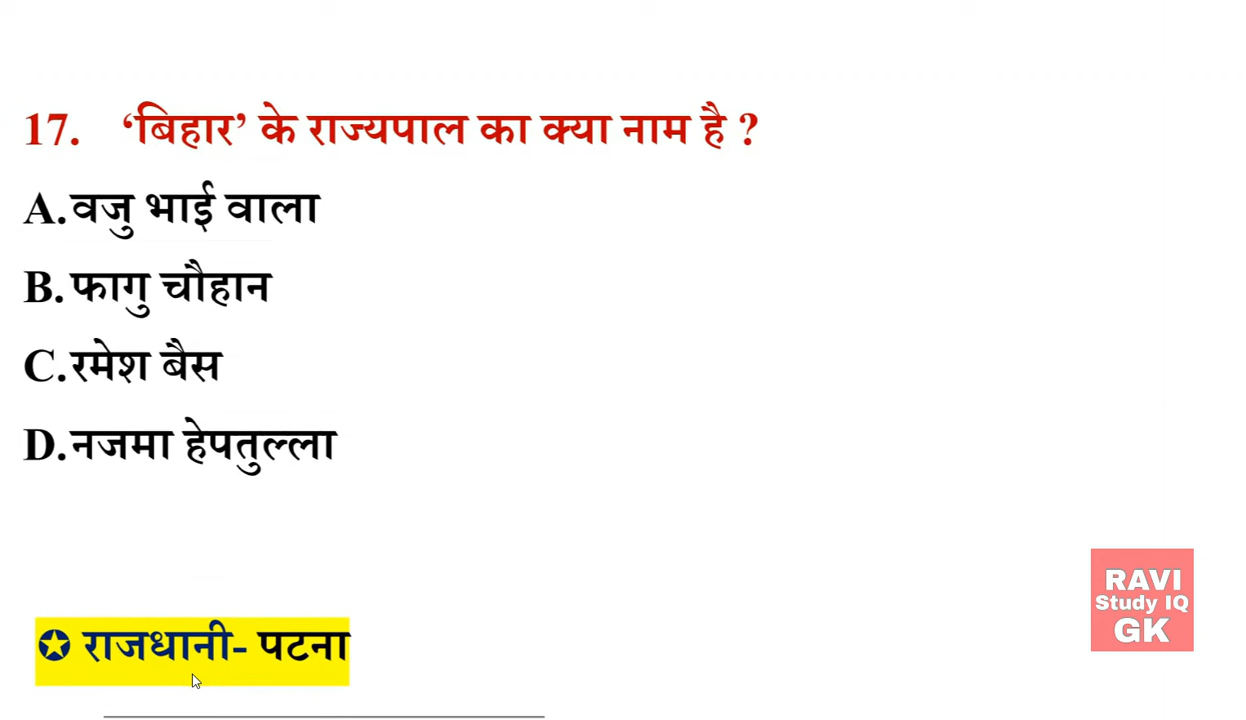 17. ‘बिहार’ के राज्यपाल का क्या नाम है ?
A.वजु भाई वाला
B.फागु चौहान
C.रमेश बैस
D.नजमा हेपतुल्ला
✪ राजधानी- पटना
RAVI
Study IQ
GK